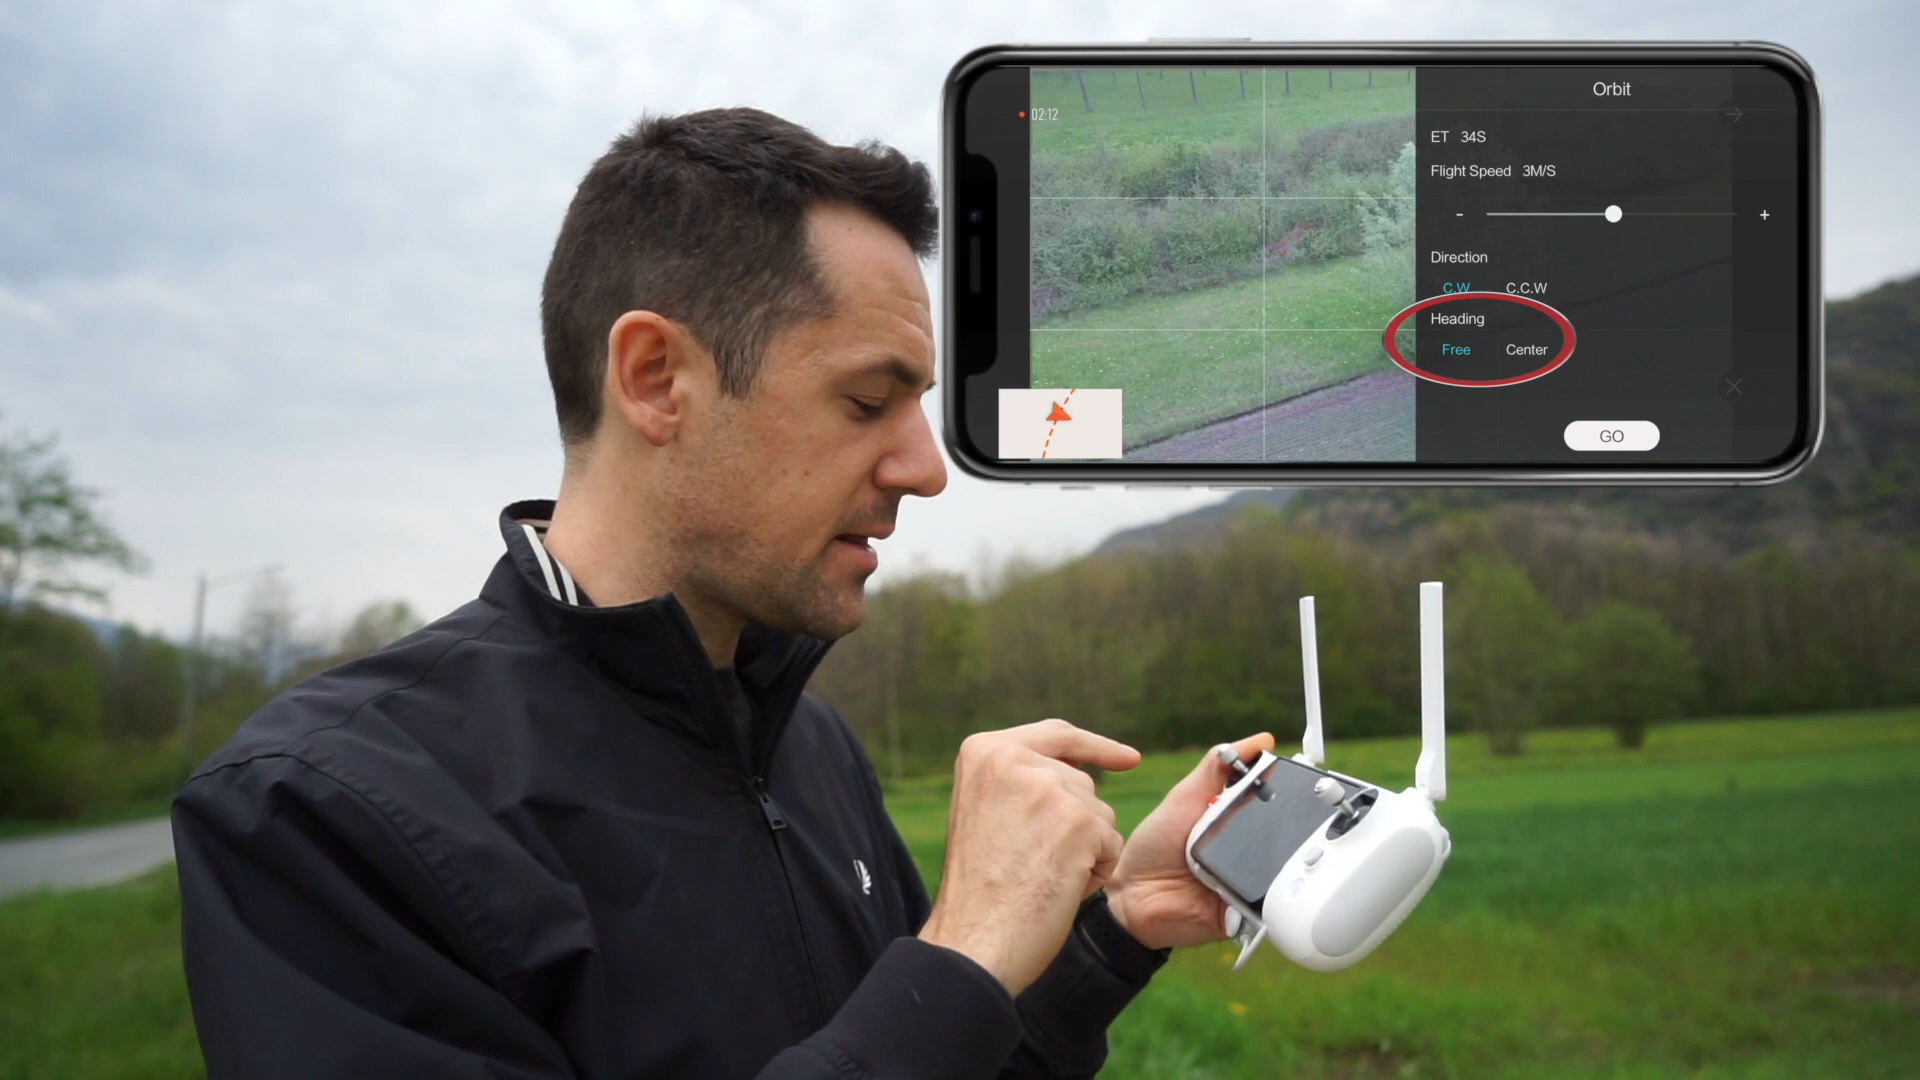 02:12
Orbit
ET 34S
Flight Speed 3M/S
- +
Direction
C.W C.C.W
Heading
Free Center
GO